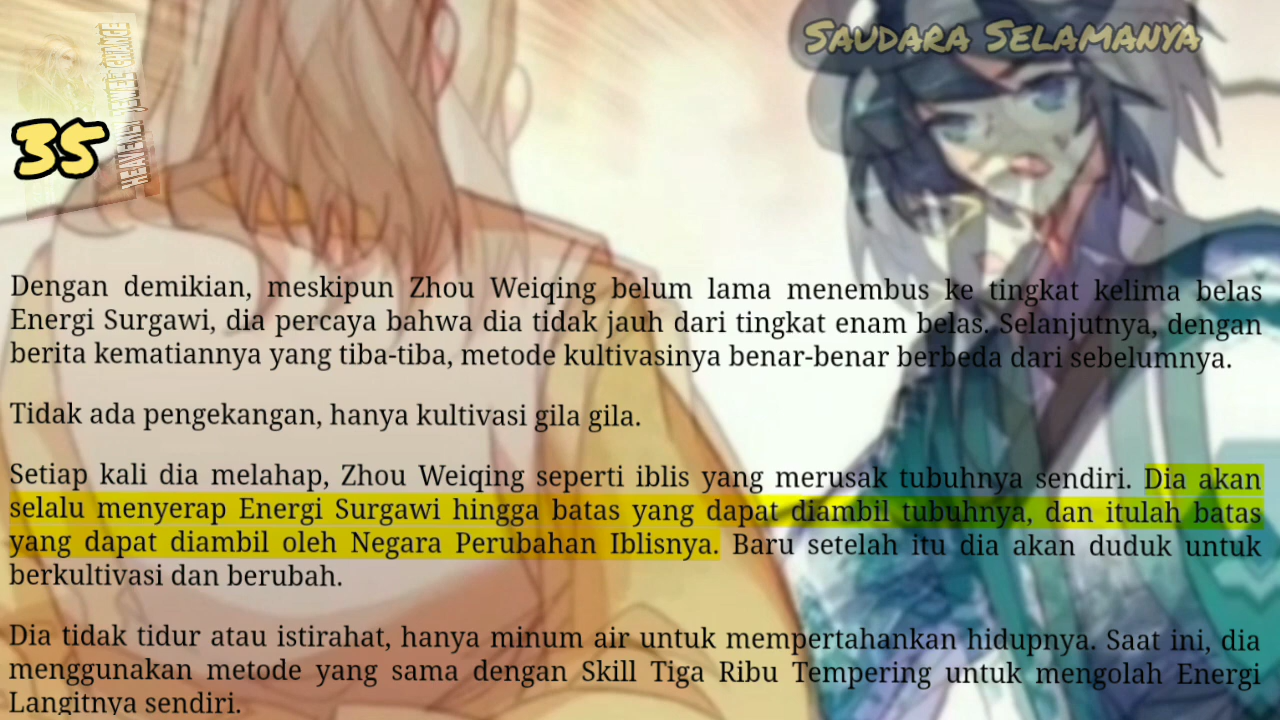 Saudara Selamanya
HEAVENLY JEWEL CHANGE
35
Dengan demikian, meskipun Zhou Weiqing belum lama menembus ke tingkat kelima belas
Energi Surgawi, dia percaya bahwa dia tidak jauh dari tingkat enam belas. Selanjutnya, dengan
berita kematiannya yang tiba-tiba, metode kultivasinya benar-benar berbeda dari sebelumnya.
Tidak ada pengekangan, hanya kultivasi gila gila.
Setiap kali dia melahap, Zhou Weiqing seperti iblis yang merusak tubuhnya sendiri. Dia akan
selalu menyerap Energi Surgawi hingga batas yang dapat diambil tubuhnya, dan itulah batas
yang dapat diambil oleh Negara Perubahan Iblisnya. Baru setelah itu dia akan duduk untuk
berkultivasi dan berubah.
Dia tidak tidur atau istirahat, hanya minum air untuk mempertahankan hidupnya. Saat ini, dia
menggunakan metode yang sama dengan Skill Tiga Ribu Tempering untuk mengolah Energi
Langitnya sendiri.